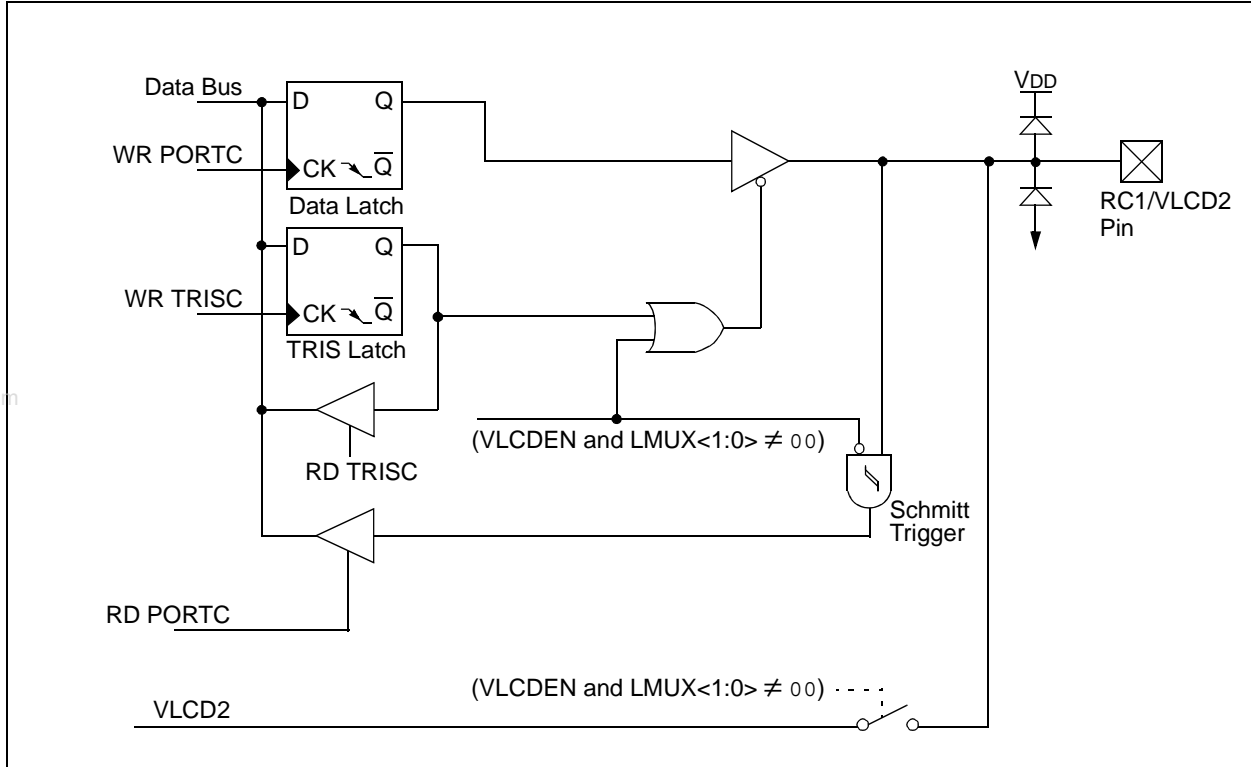 Data Bus
D Q
VDD
WR PORTC
CK Q̅
Data Latch
RC1/VLCD2
Pin
D Q
WR TRISC
CK Q̅
TRIS Latch
m
(VLCDEN and LMUX<1:0> ≠ 00)
RD TRISC
Schmitt
Trigger
RD PORTC
(VLCDEN and LMUX<1:0> ≠ 00)
VLCD2